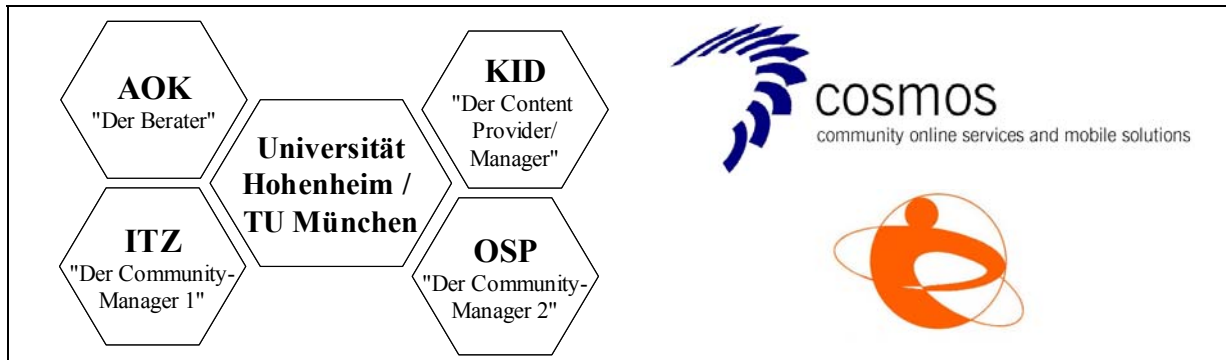 AOK
"Der Berater"
KID
"Der Content
Provider/
Manager"
Universität
Hohenheim /
TU München
ITZ
"Der Community-
Manager 1"
OSP
"Der Community-
Manager 2"
cosmos
community online services and mobile solutions